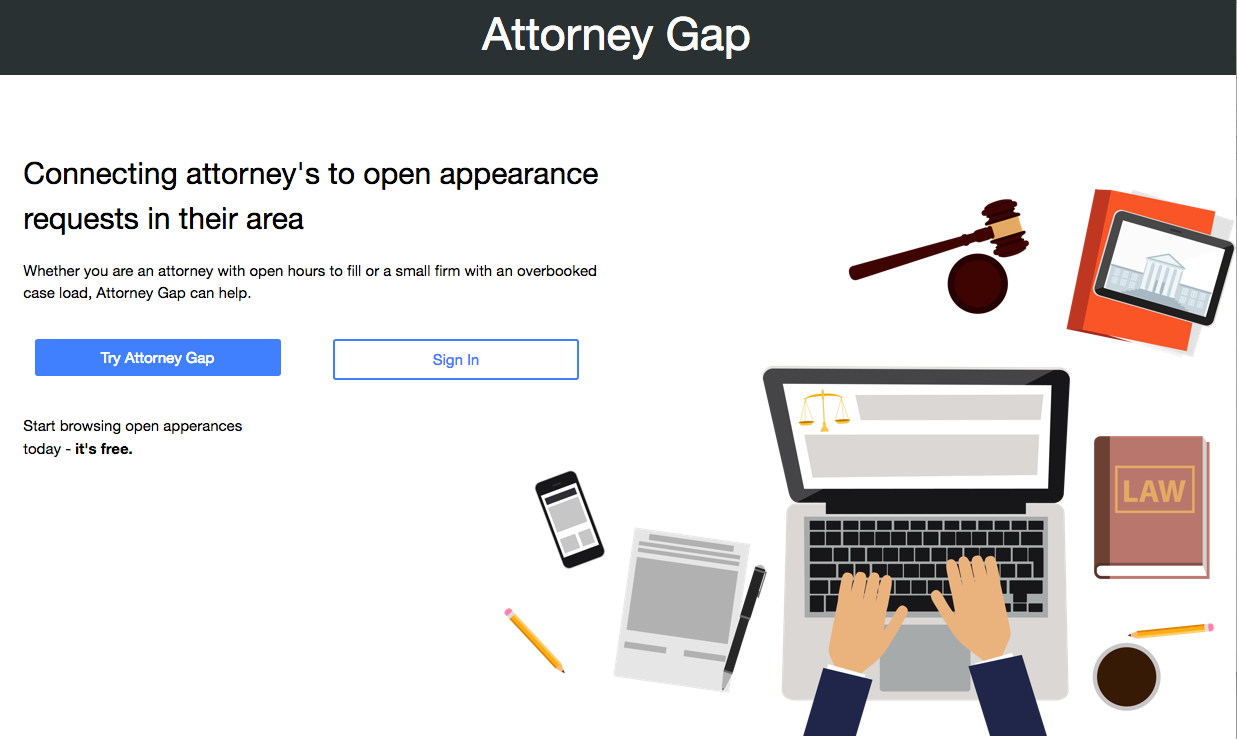 Attorney Gap
Connecting attorney's to open appearance
requests in their area
Whether you are an attorney with open hours to fill or a small firm with an overbooked
case load, Attorney Gap can help.
Try Attorney Gap
Sign In
Start browsing open apperances
today - it's free.
LAW